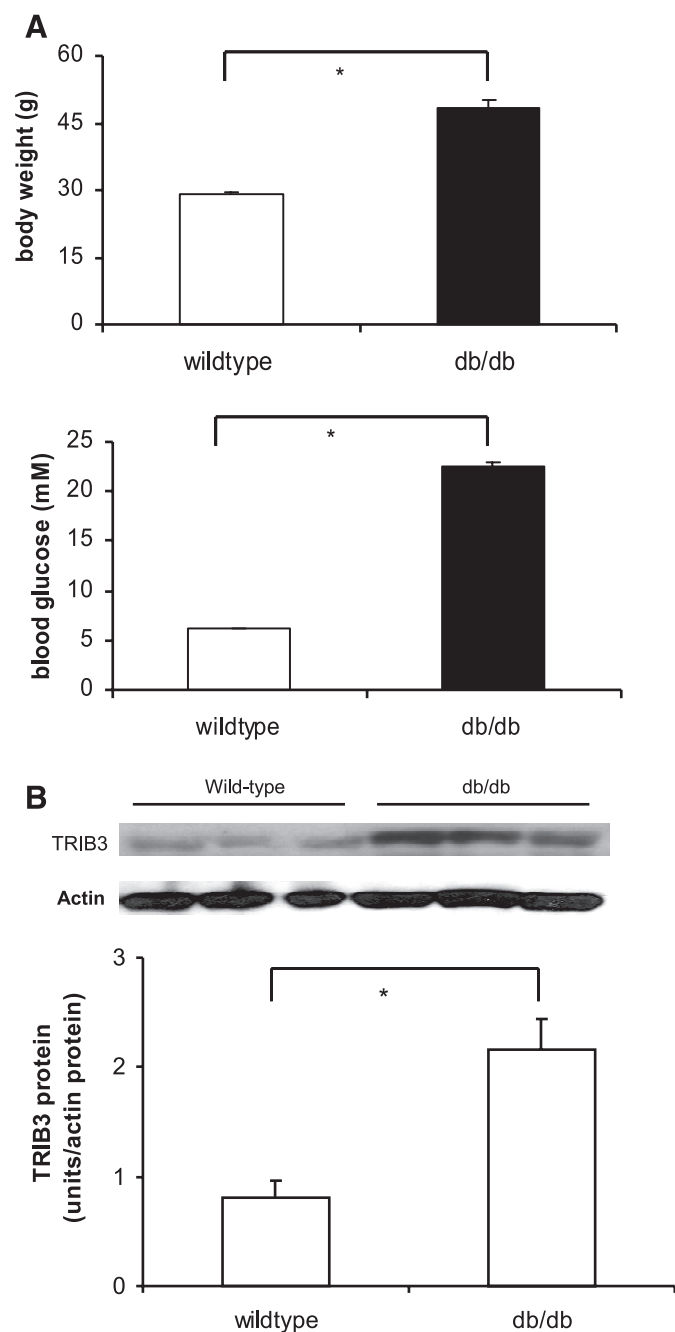 A
body weight (g)
60
45
30
15
0
*
wildtype db/db
blood glucose (mM)
25
20
15
10
5
0
*
wildtype db/db
B
Wild-type db/db
TRIB3
Actin
TRIB3 protein
(units/actin protein)
3
2
1
0
*
wildtype db/db